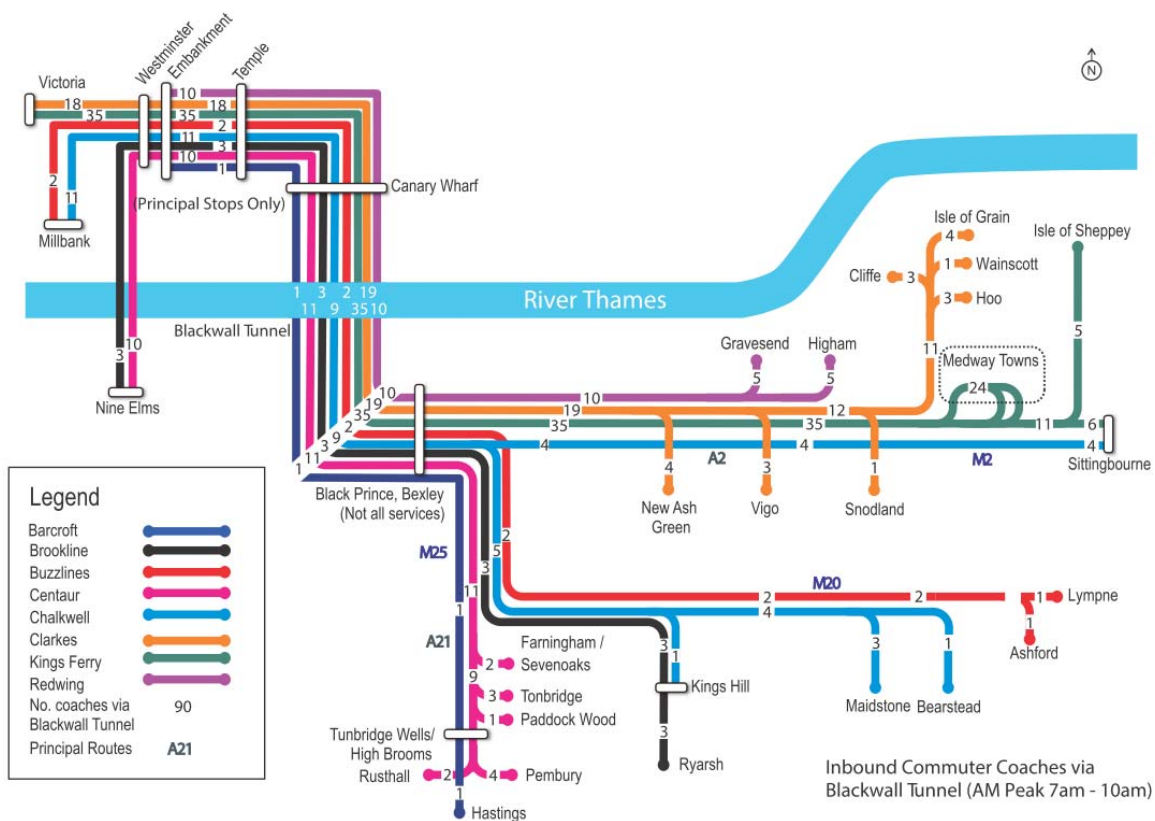 Westminster
Embankment
Temple
Victoria
N
18
10
18
35
35
2
11
3
10
1
2
11
(Principal Stops Only)
Canary Wharf
Millbank
Isle of Grain
Isle of Sheppey
4
Wainscott
1
Cliffe
3
Hoo
3
1 3 2 19
11 9 35 10
River Thames
Blackwall Tunnel
5
3
10
Nine Elms
Gravesend
Higham
11
Medway Towns
5
5
24
10
10
19
19
12
35
35
11
6
2
9
4
4
4
3
11
1
A2
M2
Sittingbourne
4
3
1
Black Prince, Bexley
(Not all services)
New Ash
Green
Vigo
Snodland
2
M25
5
3
M20
11
2
2
1
Lympne
1
4
1
A21
Farningham /
Sevenoaks
2
3
1
3
1
Ashford
9
3
Tonbridge
Kings Hill
1
Paddock Wood
Maidstone
Bearstead
Tunbridge Wells/
High Brooms
3
Rusthall
2
4
Pembury
Ryarsh
1
Hastings
Legend
Barcroft
Brookline
Buzzlines
Centaur
Chalkwell
Clarkes
Kings Ferry
Redwing
No. coaches via
Blackwall Tunnel
90
Principal Routes
A21
Inbound Commuter Coaches via
Blackwall Tunnel (AM Peak 7am - 10am)